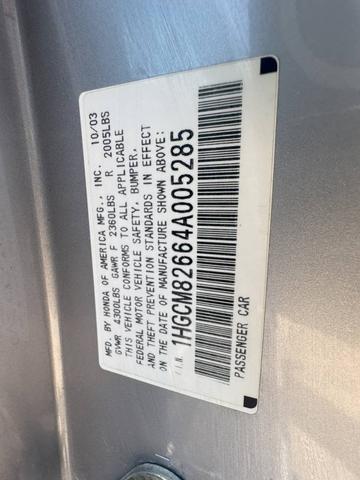 MFD. BY HONDA OF AMERICA MFG., INC. 10/03
GVWR 4300LBS GAWR F 2360LBS R 2005LBS
THIS VEHICLE CONFORMS TO ALL APPLICABLE
FEDERAL MOTOR VEHICLE SAFETY, BUMPER,
AND THEFT PREVENTION STANDARDS IN EFFECT
ON THE DATE OF MANUFACTURE SHOWN ABOVE:
V.I.N. 1HGCM82664A005285
PASSENGER CAR